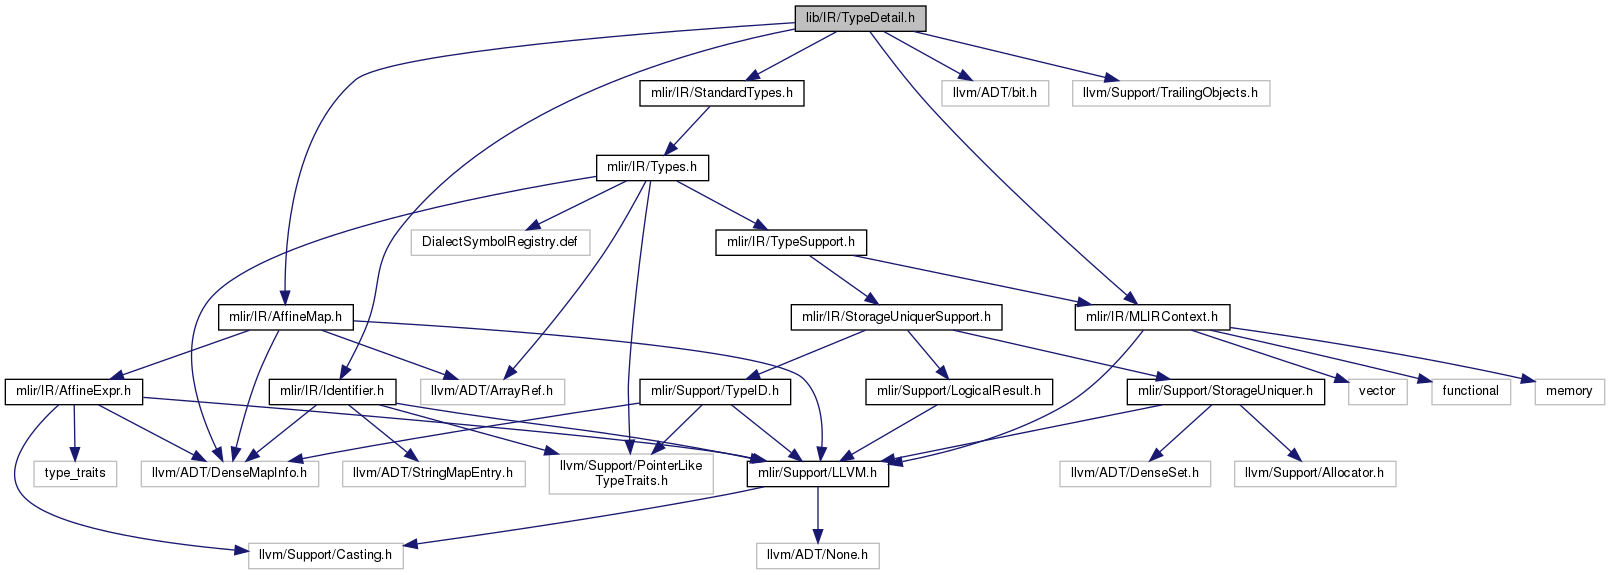 lib/IR/TypeDetail.h
mlir/IR/StandardTypes.h
llvm/ADT/bit.h
llvm/Support/TrailingObjects.h
mlir/IR/Types.h
DialectSymbolRegistry.def
mlir/IR/TypeSupport.h
mlir/IR/AffineMap.h
mlir/IR/StorageUniquerSupport.h
mlir/IR/MLIRContext.h
mlir/IR/AffineExpr.h
mlir/IR/Identifier.h
llvm/ADT/ArrayRef.h
mlir/Support/TypeID.h
mlir/Support/LogicalResult.h
mlir/Support/StorageUniquer.h
vector
functional
memory
type_traits
llvm/ADT/DenseMapInfo.h
llvm/ADT/StringMapEntry.h
llvm/Support/PointerLike
TypeTraits.h
mlir/Support/LLVM.h
llvm/ADT/DenseSet.h
llvm/Support/Allocator.h
llvm/Support/Casting.h
llvm/ADT/None.h